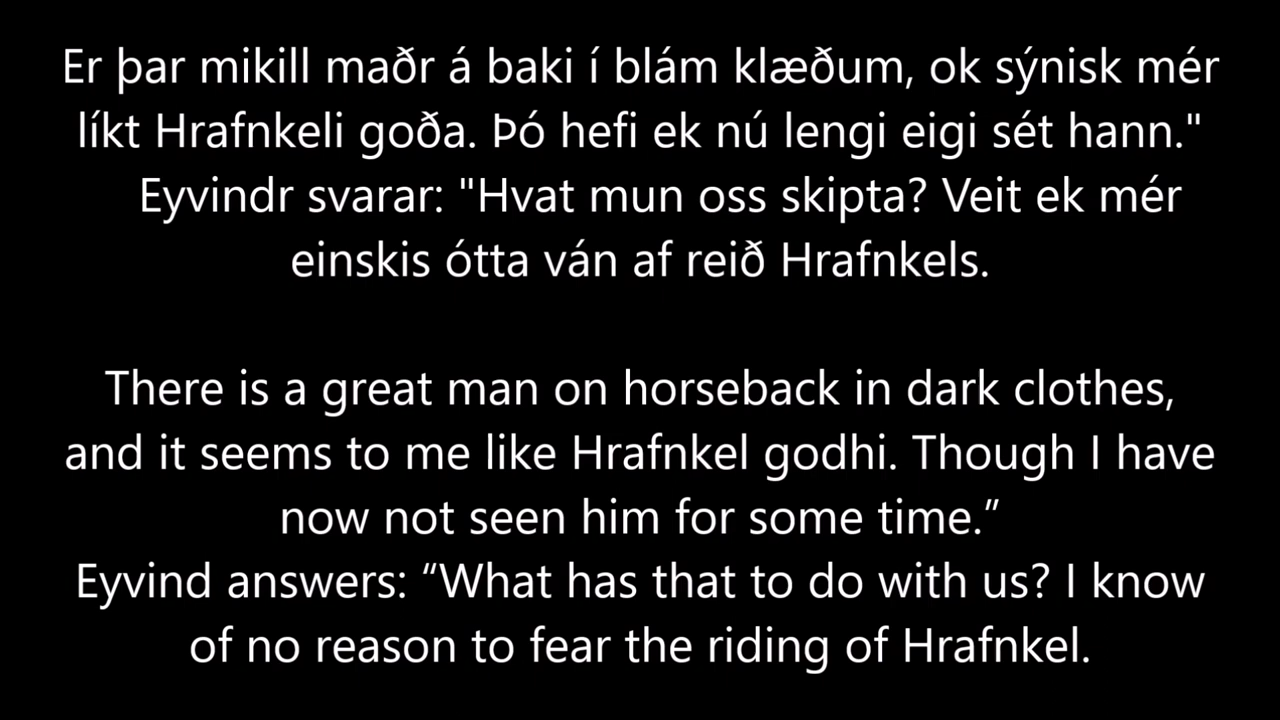 Er þar mikill maðr á baki í blám klæðum, ok sýnisk mér
líkt Hrafnkeli goða. Þó hefi ek nú lengi eigi sét hann."
Eyvindr svarar: "Hvat mun oss skipta? Veit ek mér
einskis ótta ván af reið Hrafnkels.
There is a great man on horseback in dark clothes,
and it seems to me like Hrafnkel godhi. Though I have
now not seen him for some time.”
Eyvind answers: “What has that to do with us? I know
of no reason to fear the riding of Hrafnkel.